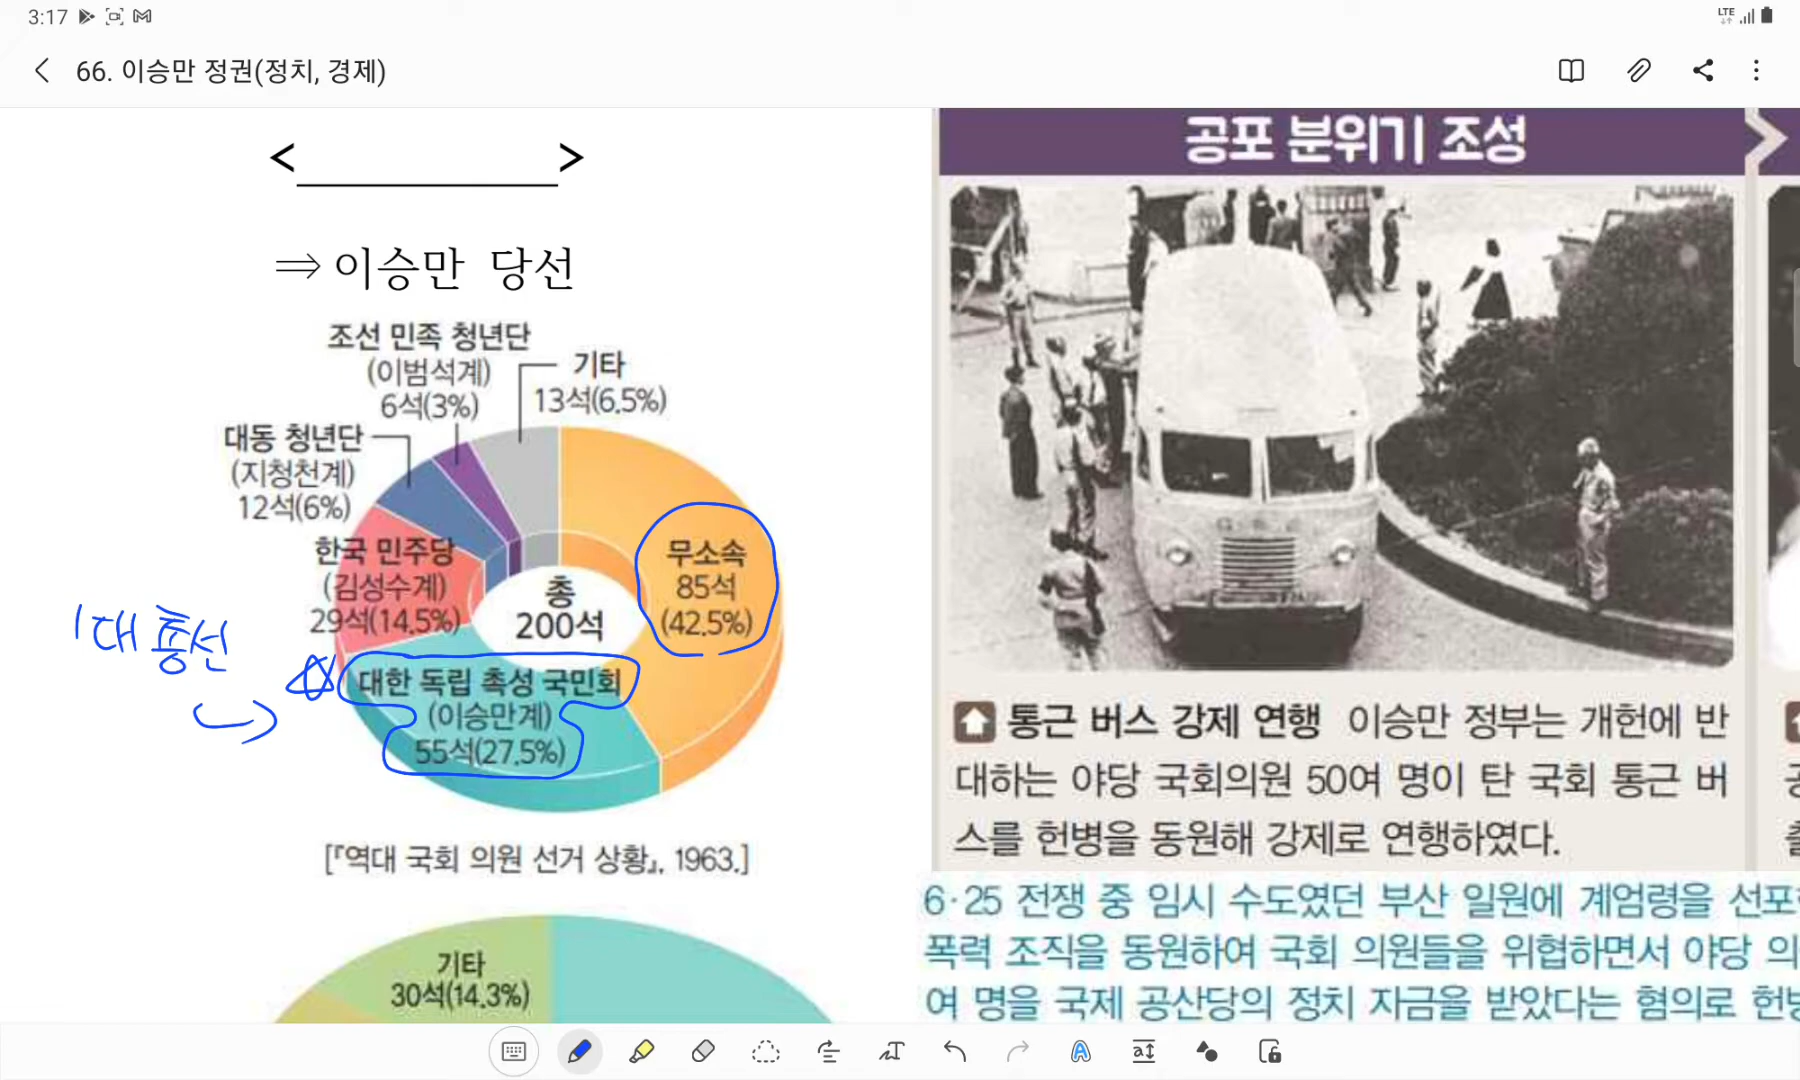 3:17
LTE
66. 이승만 정권(정치, 경제)
< >
⇒ 이승만 당선
조선 민족 청년단
(이범석계)
6석(3%)
기타
13석(6.5%)
대동 청년단
(지청천계)
12석(6%)
한국 민주당
(김성수계)
29석(14.5%)
총
200석
무소속
85석
(42.5%)
1대 총선
대한 독립 촉성 국민회
(이승만계)
55석(27.5%)
[『역대 국회 의원 선거 상황』, 1963.]
기타
30석(14.3%)
공포 분위기 조성
통근 버스 강제 연행 이승만 정부는 개헌에 반
대하는 야당 국회의원 50여 명이 탄 국회 통근 버
스를 헌병을 동원해 강제로 연행하였다.
6·25 전쟁 중 임시 수도였던 부산 일원에 계엄령을 선포
폭력 조직을 동원하여 국회 의원들을 위협하면서 야당 의
여 명을 국제 공산당의 정치 자금을 받았다는 혐의로 헌병